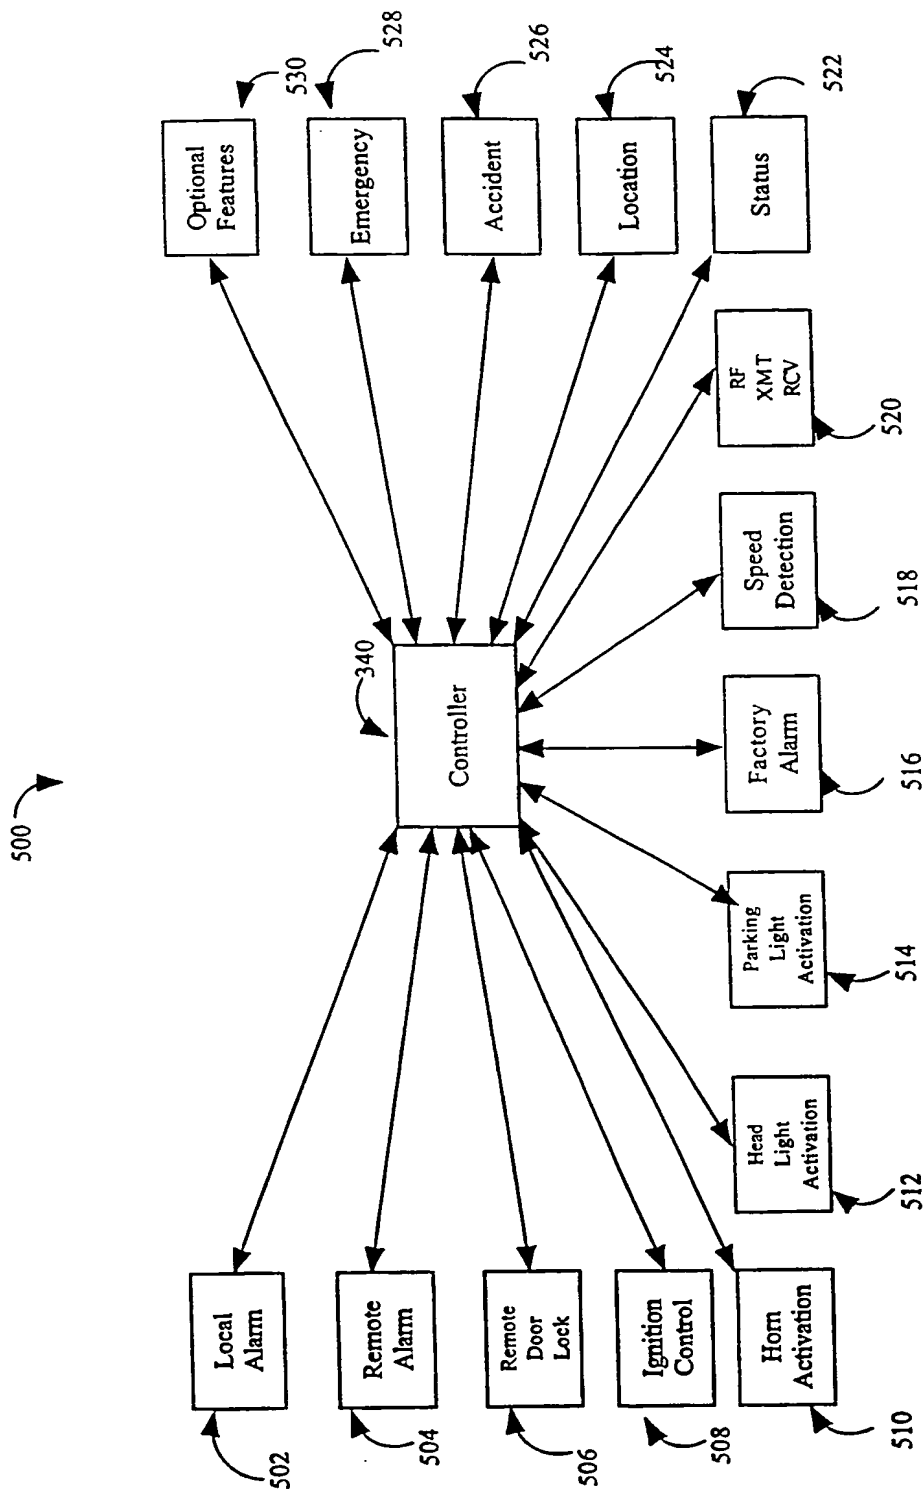 500
340
Controller
502
Local
Alarm
504
Remote
Alarm
506
Remote
Door
Lock
508
Ignition
Control
510
Horn
Activation
512
Head
Light
Activation
514
Parking
Light
Activation
516
Factory
Alarm
518
Speed
Detection
520
RF
XMT
RCV
522
Status
524
Location
526
Accident
528
Emergency
530
Optional
Features